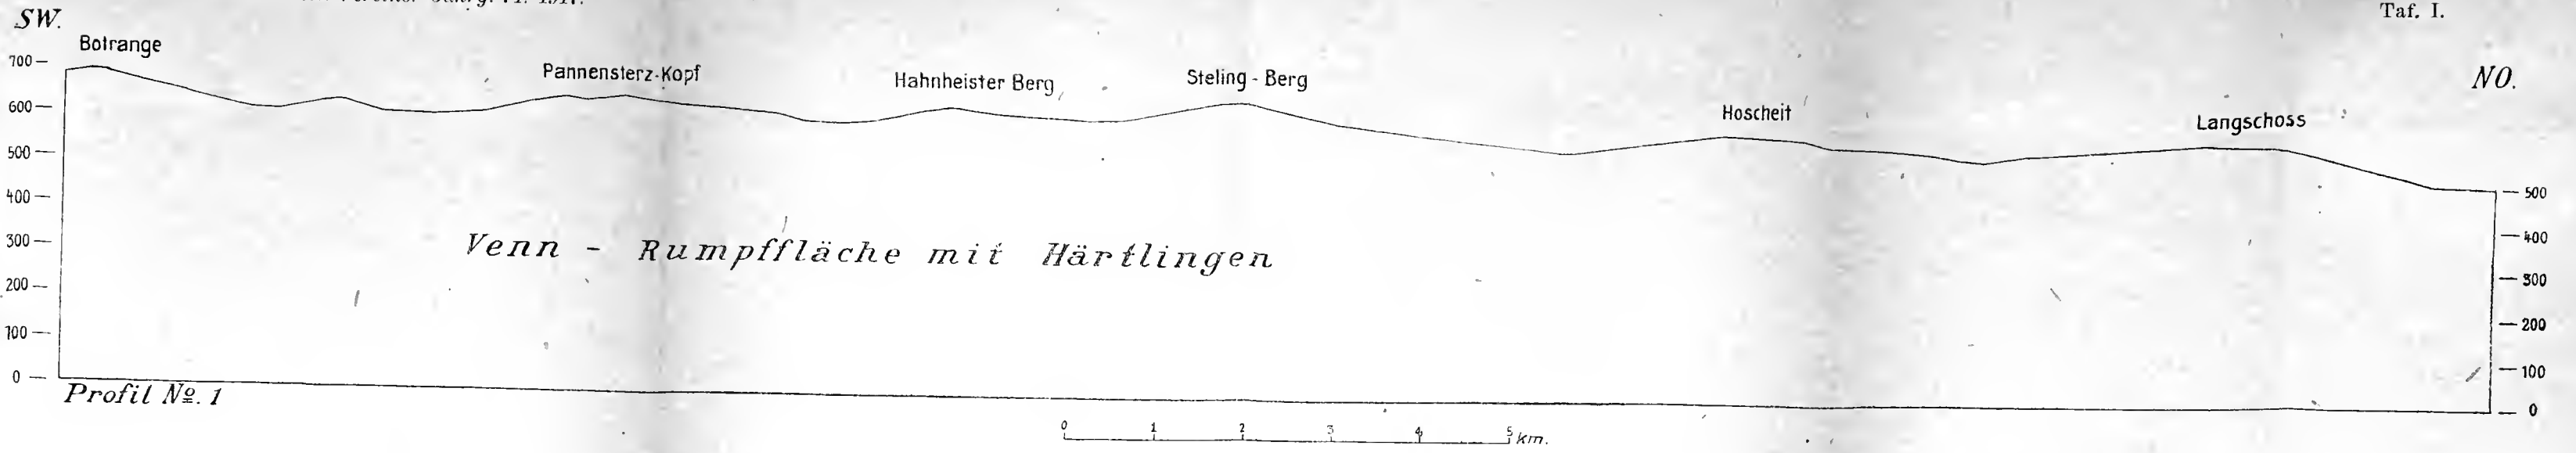 Taf. I.
SW.
NO.
Botrange
Pannensterz-Kopf
Hahnheister Berg
Steling - Berg
Hoscheit
Langschoss
700
600
500
400
300
200
100
0
500
400
300
200
100
0
Venn - Rumpffläche mit Härtlingen
Profil № 1
0 1 2 3 4 5 km.